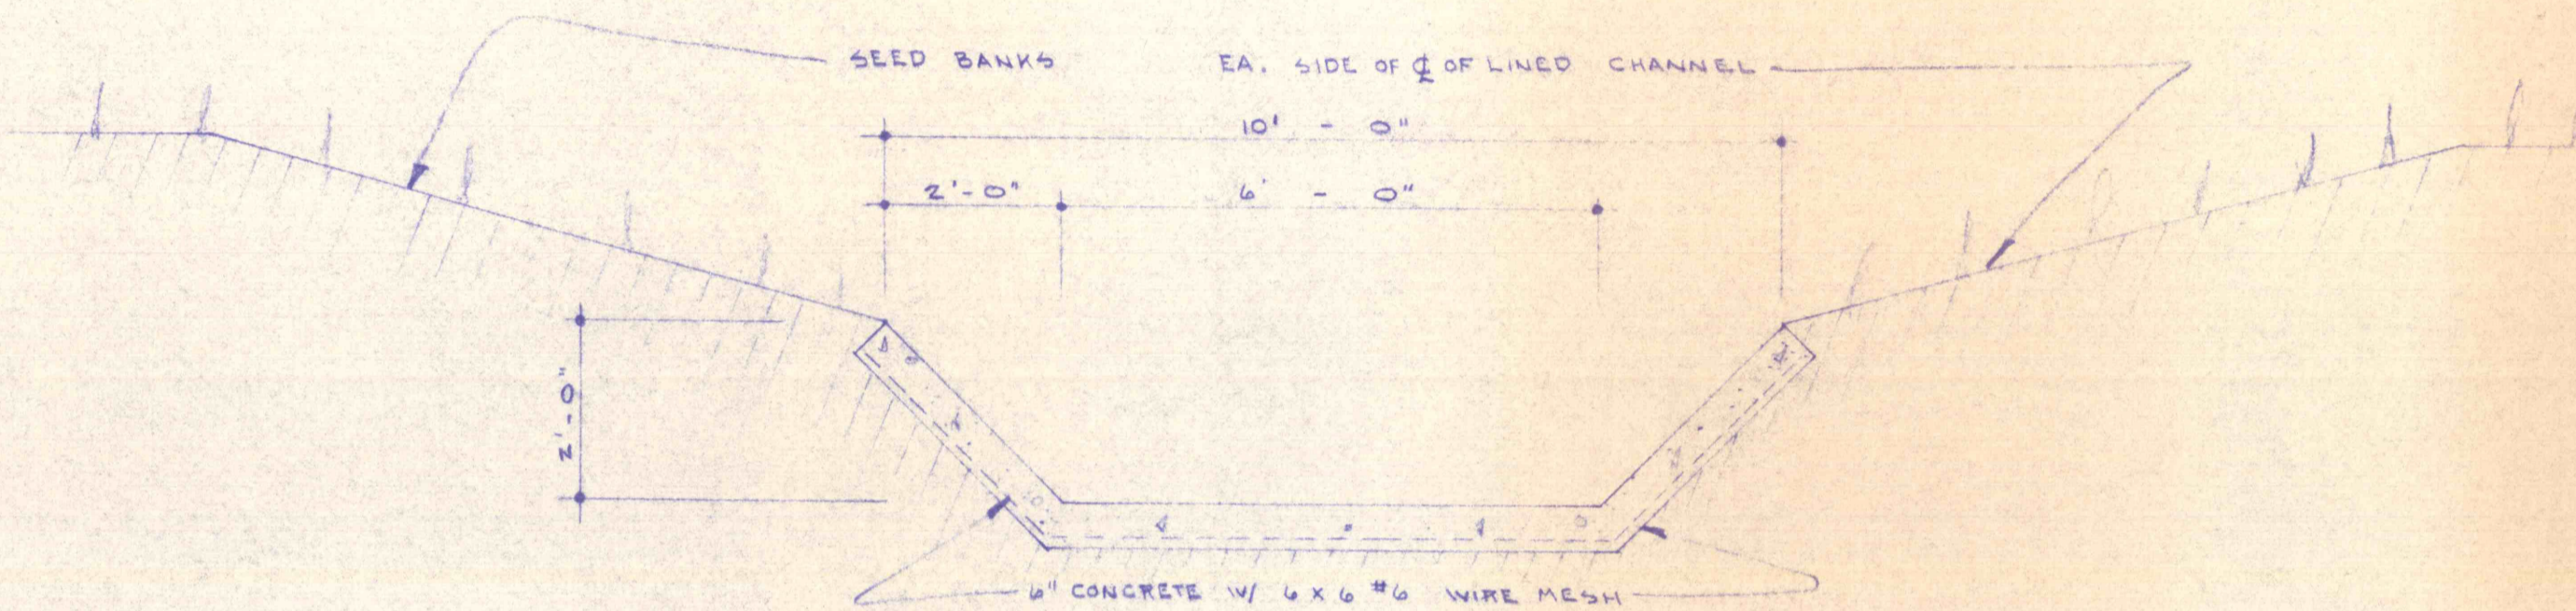 SEED BANKS EA. SIDE OF ℄ OF LINED CHANNEL
10' - 0"
2'-0" 6' - 0"
2'-0"
6" CONCRETE W/ 6 X 6 #6 WIRE MESH